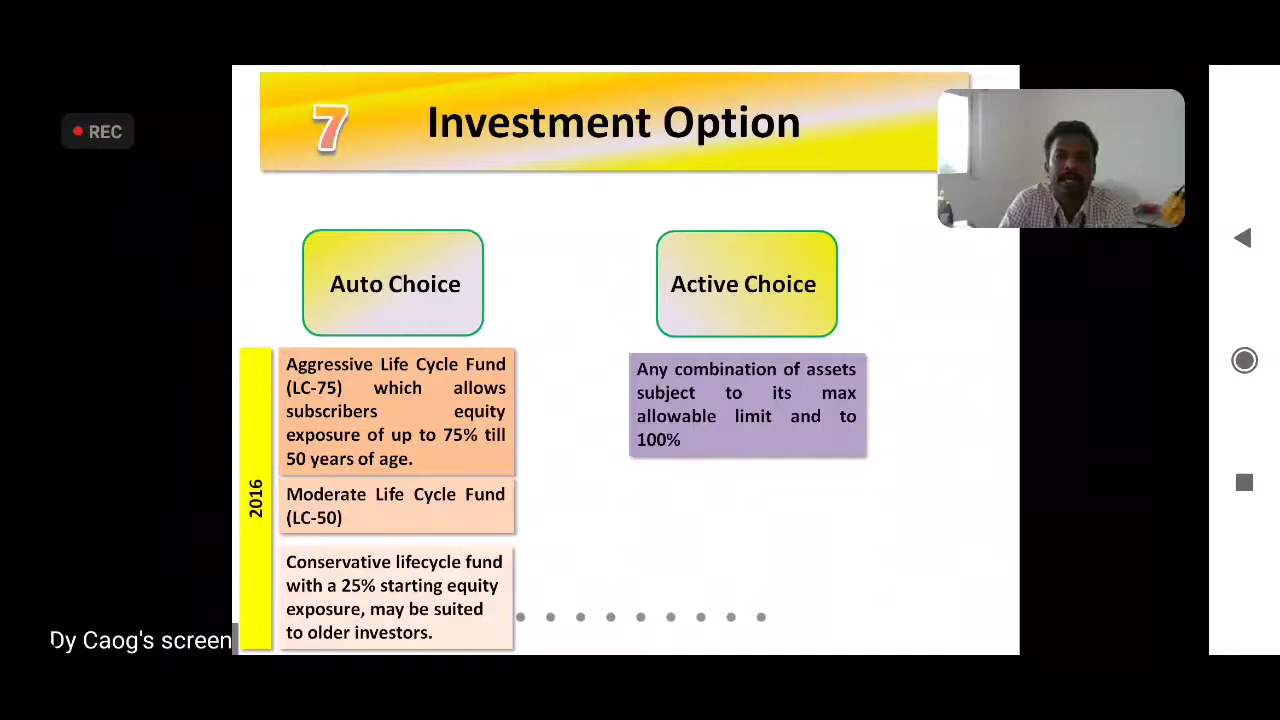 REC
7 Investment Option
Auto Choice
Active Choice
2016
Aggressive Life Cycle Fund
(LC-75) which allows
subscribers equity
exposure of up to 75% till
50 years of age.
Moderate Life Cycle Fund
(LC-50)
Conservative lifecycle fund
with a 25% starting equity
exposure, may be suited
to older investors.
Any combination of assets
subject to its max
allowable limit and to
100%
Dy Caog's screen